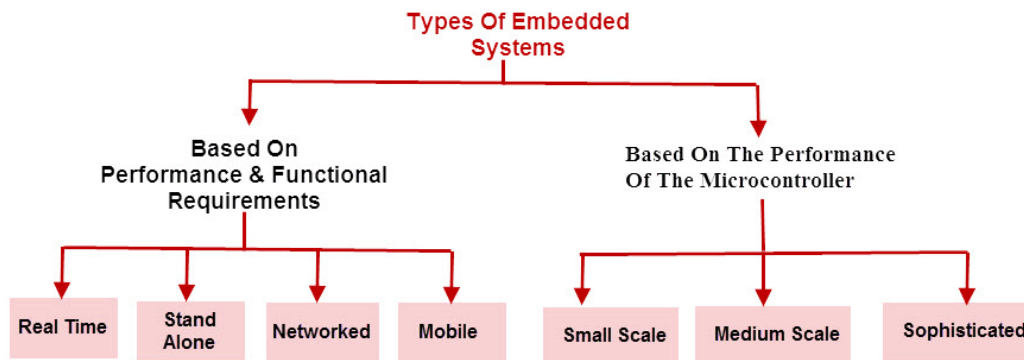 Types Of Embedded
Systems
Based On
Performance & Functional
Requirements
Based On The Performance
Of The Microcontroller
Real Time
Stand
Alone
Networked
Mobile
Small Scale
Medium Scale
Sophisticated